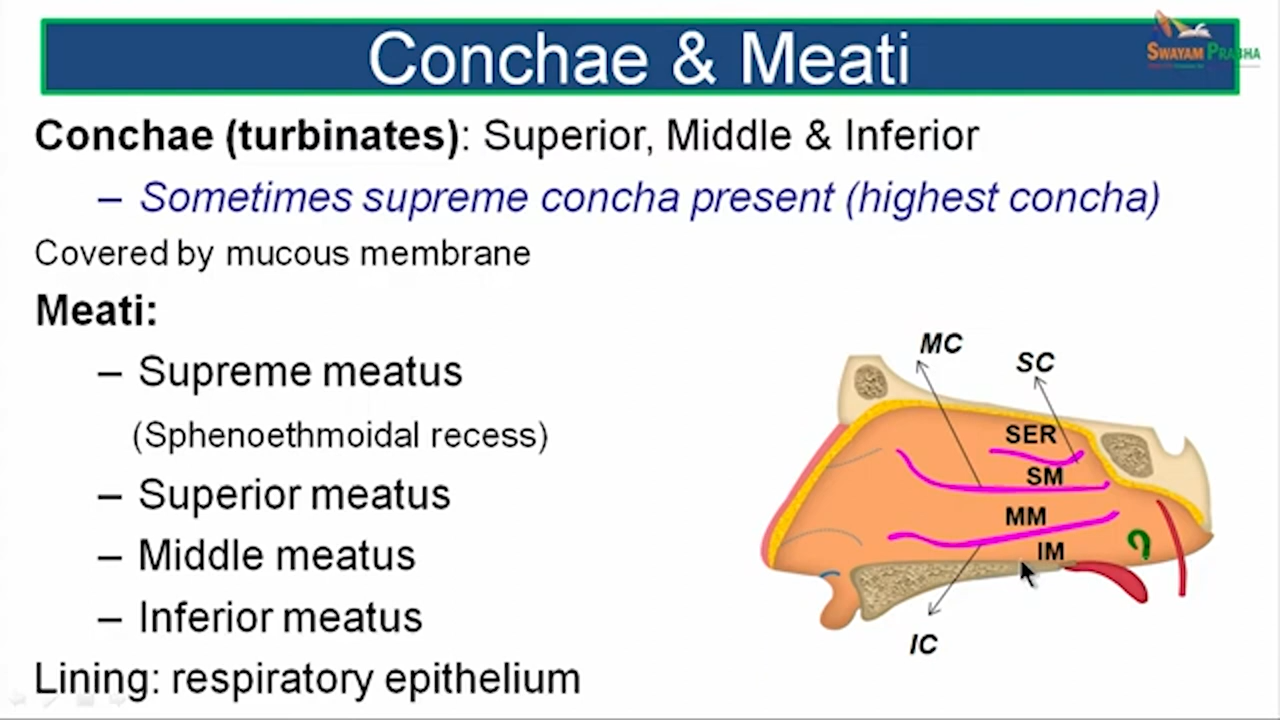 Conchae & Meati
SWAYAM PRABHA
Conchae (turbinates): Superior, Middle & Inferior
– Sometimes supreme concha present (highest concha)
Covered by mucous membrane
Meati:
– Supreme meatus
(Sphenoethmoidal recess)
– Superior meatus
– Middle meatus
– Inferior meatus
Lining: respiratory epithelium
MC
SC
SER
SM
MM
IM
IC